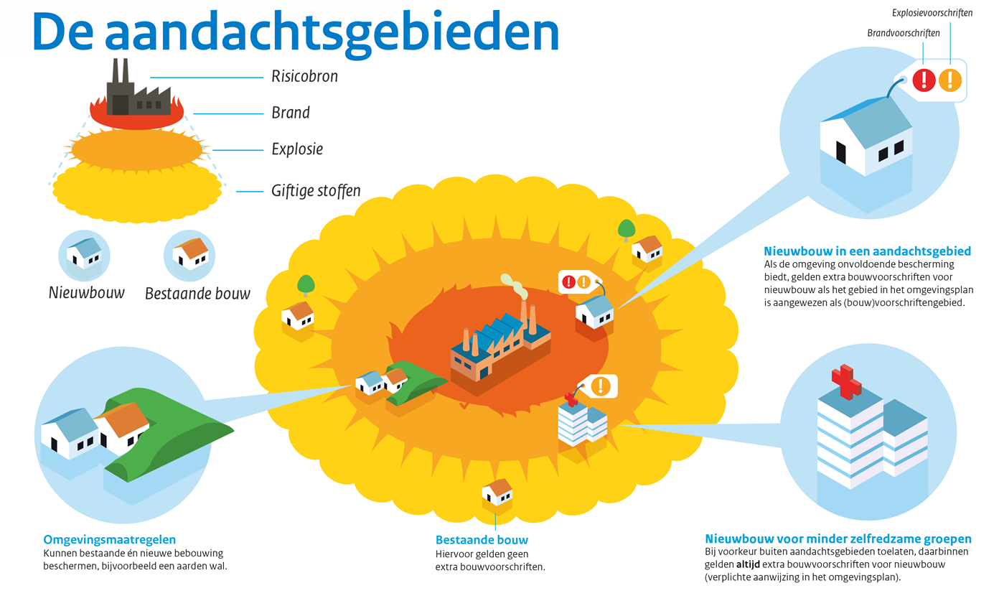 De aandachtsgebieden
Risicobron
Brand
Explosie
Giftige stoffen
Nieuwbouw
Bestaande bouw
Explosievoorschriften
Brandvoorschriften
Nieuwbouw in een aandachtsgebied
Als de omgeving onvoldoende bescherming
biedt, gelden extra bouwvoorschriften voor
nieuwbouw als het gebied in het omgevingsplan
is aangewezen als (bouw)voorschriftengebied.
Omgevingsmaatregelen
Kunnen bestaande én nieuwe bebouwing
beschermen, bijvoorbeeld een aarden wal.
Bestaande bouw
Hiervoor gelden geen
extra bouwvoorschriften.
Nieuwbouw voor minder zelfredzame groepen
Bij voorkeur buiten aandachtsgebieden toelaten, daarbinnen
gelden altijd extra bouwvoorschriften voor nieuwbouw
(verplichte aanwijzing in het omgevingsplan).